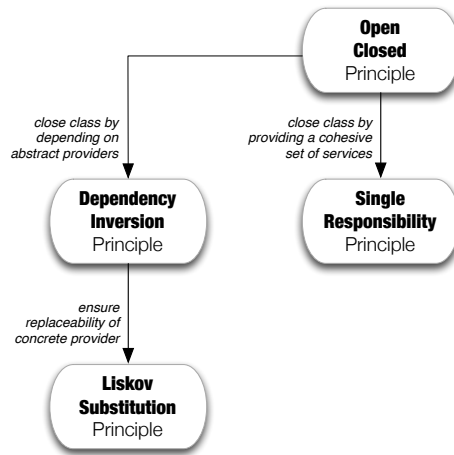 Open
Closed
Principle
close class by
depending on
abstract providers
close class by
providing a cohesive
set of services
Dependency
Inversion
Principle
Single
Responsibility
Principle
ensure
replaceability of
concrete provider
Liskov
Substitution
Principle